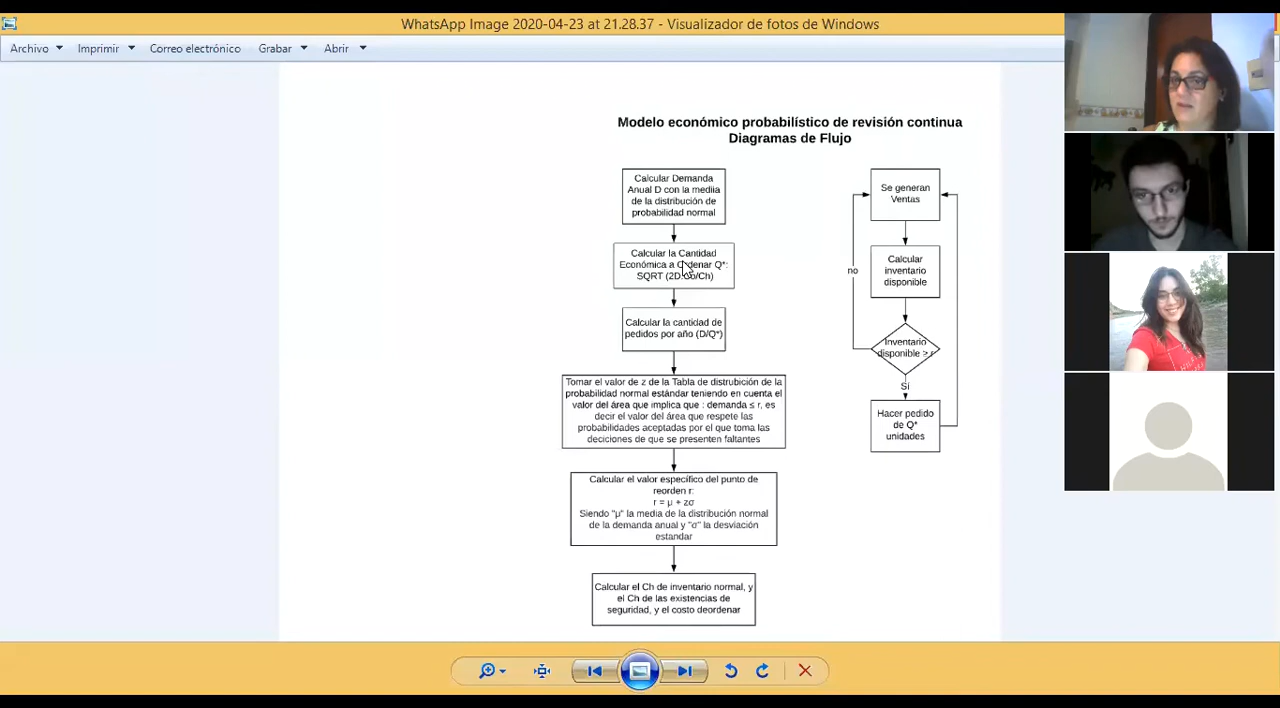 WhatsApp Image 2020-04-23 at 21.28.37 - Visualizador de fotos de Windows
Archivo Imprimir Correo electrónico Grabar Abrir
Modelo económico probabilístico de revisión continua
Diagramas de Flujo
Calcular Demanda
Anual D con la mediia
de la distribución de
probabilidad normal
Calcular la Cantidad
Económica a Ordenar Q*:
SQRT (2D.Co/Ch)
Calcular la cantidad de
pedidos por año (D/Q*)
Tomar el valor de z de la Tabla de distrubición de la
probabilidad normal estándar teniendo en cuenta el
valor del área que implica que : demanda ≤ r, es
decir el valor del área que respete las
probabilidades aceptadas por el que toma las
deciciones de que se presenten faltantes
Calcular el valor específico del punto de
reorden r:
r = μ + zσ
Siendo "μ" la media de la distribución normal
de la demanda anual y "σ" la desviación
estandar
Calcular el Ch de inventario normal, y
el Ch de las existencias de
seguridad, y el costo deordenar
Se generan
Ventas
Calcular
inventario
disponible
no
Inventario
disponible > r
Si
Hacer pedido
de Q*
unidades